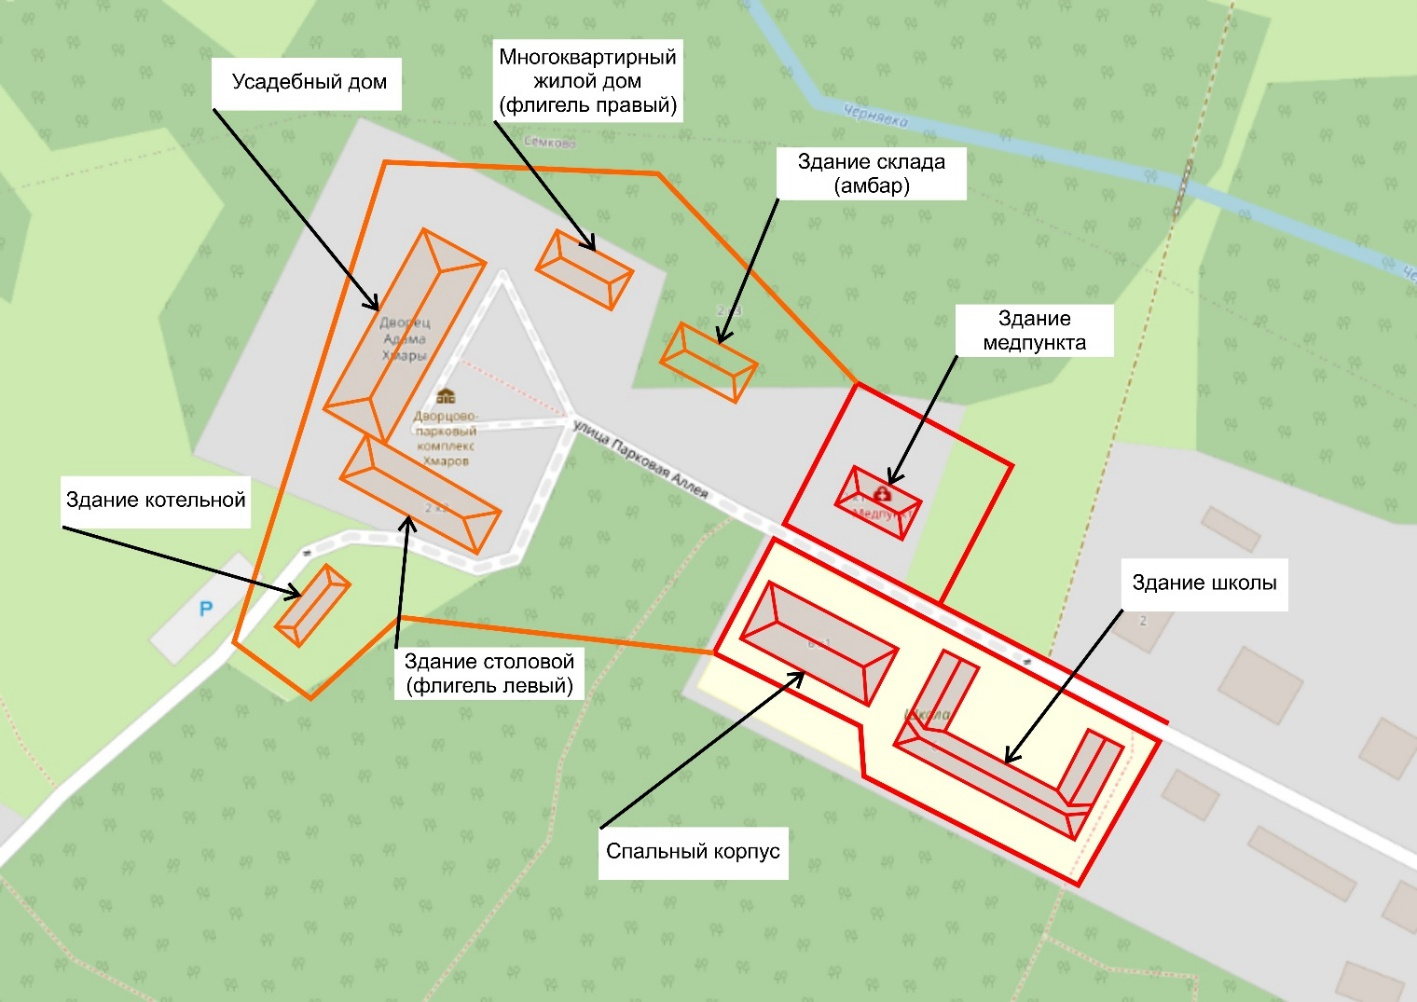 Усадебный дом
Многоквартирный
жилой дом
(флигель правый)
Чернявка
Семково
Здание склада
(амбар)
Здание
медпункта
Дворец
Адама
Хмары
Дворцово-
парковый
комплекс
Хмаров
улица Парковая Аллея
Медпункт
Здание котельной
P
Здание столовой
(флигель левый)
Здание школы
2
Школа
Спальный корпус